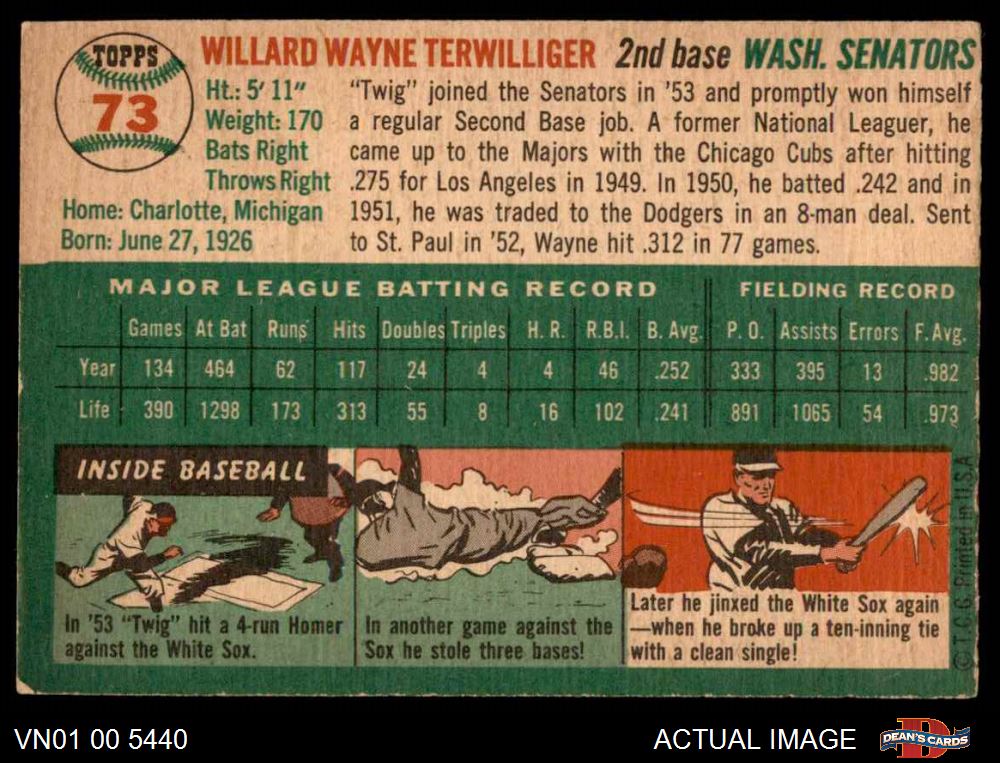 TOPPS
73
WILLARD WAYNE TERWILLIGER 2nd base WASH. SENATORS
Ht.: 5' 11"
Weight: 170
Bats Right
Throws Right
Home: Charlotte, Michigan
Born: June 27, 1926
"Twig" joined the Senators in '53 and promptly won himself
a regular Second Base job. A former National Leaguer, he
came up to the Majors with the Chicago Cubs after hitting
.275 for Los Angeles in 1949. In 1950, he batted .242 and in
1951, he was traded to the Dodgers in an 8-man deal. Sent
to St. Paul in '52, Wayne hit .312 in 77 games.
MAJOR LEAGUE BATTING RECORD FIELDING RECORD
Games At Bat Runs Hits Doubles Triples H. R. R.B.I. B. Avg. P. O. Assists Errors F. Avg.
Year 134 464 62 117 24 4 4 46 .252 333 395 13 .982
Life 390 1298 173 313 55 8 16 102 .241 891 1065 54 .973
INSIDE BASEBALL
In '53 "Twig" hit a 4-run Homer
against the White Sox.
In another game against the
Sox he stole three bases!
Later he jinxed the White Sox again
—when he broke up a ten-inning tie
with a clean single!
© T.C.G. Printed in U.S.A.
VN01 00 5440
ACTUAL IMAGE
D
DEAN'S CARDS